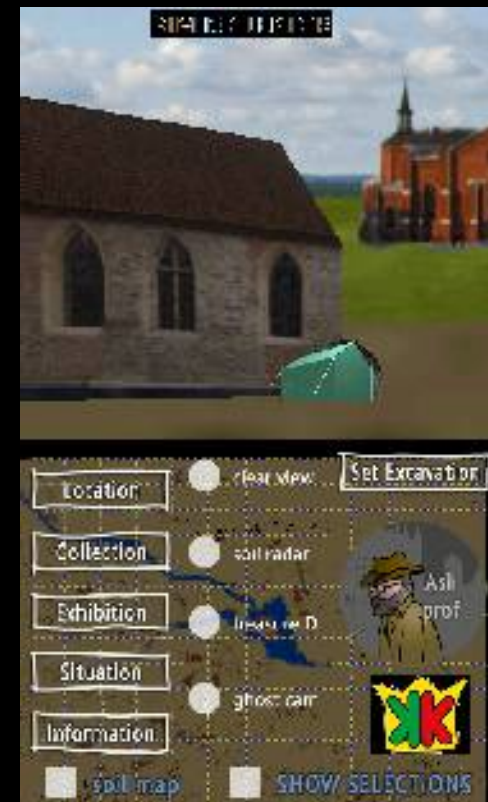 Location
clear view
Set Excavation
Collection
soil radar
Exhibition
Ask
prof
Situation
ghost cam
Information
KK
soil map
SHOW SELECTIONS